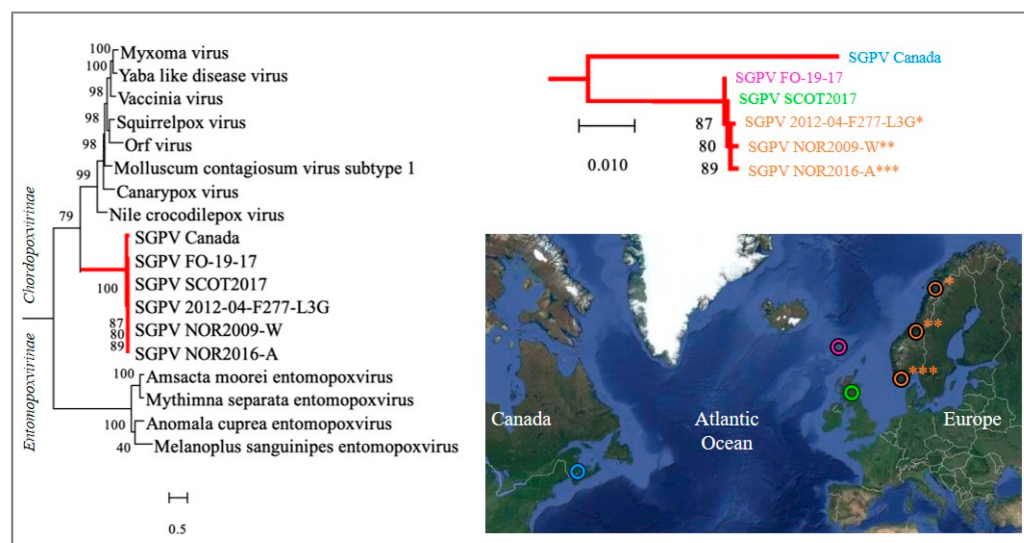 Chordopoxvirinae
Entomopoxvirinae
100
Myxoma virus
100
Yaba like disease virus
98
Vaccinia virus
98
Squirrelpox virus
98
Orf virus
99
Molluscum contagiosum virus subtype 1
Canarypox virus
79
Nile crocodilepox virus
SGPV Canada
SGPV FO-19-17
100
SGPV SCOT2017
SGPV 2012-04-F277-L3G
87
80
SGPV NOR2009-W
89
SGPV NOR2016-A
100
Amsacta moorei entomopoxvirus
Mythimna separata entomopoxvirus
100
Anomala cuprea entomopoxvirus
40
Melanoplus sanguinipes entomopoxvirus
0.5
SGPV Canada
SGPV FO-19-17
SGPV SCOT2017
87
SGPV 2012-04-F277-L3G*
80
SGPV NOR2009-W**
89
SGPV NOR2016-A***
0.010
*
**
***
Canada
Atlantic
Ocean
Europe